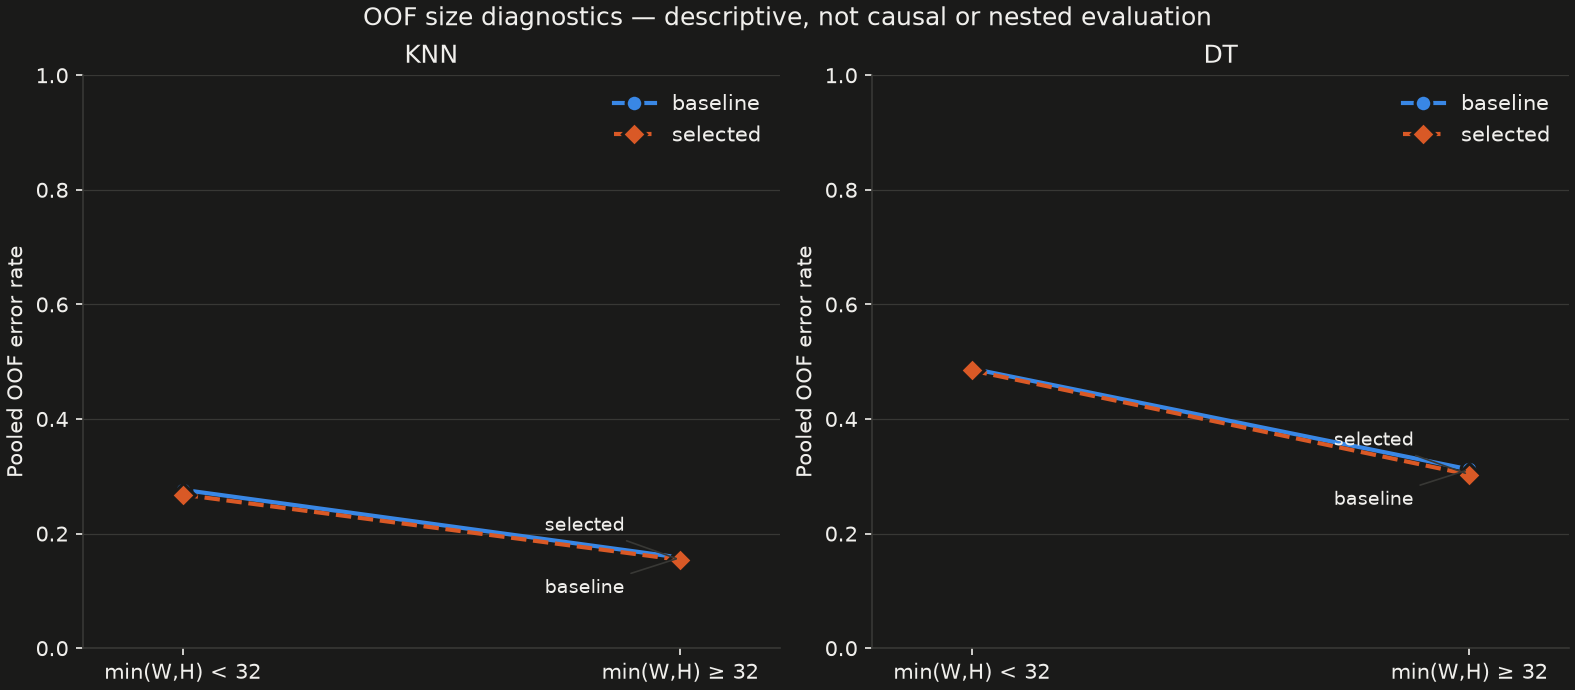 OOF size diagnostics — descriptive, not causal or nested evaluation
KNN
baseline
selected
Pooled OOF error rate
1.0
0.8
0.6
0.4
0.2
0.0
selected
baseline
min(W,H) < 32
min(W,H) ≥ 32
DT
baseline
selected
Pooled OOF error rate
1.0
0.8
0.6
0.4
0.2
0.0
selected
baseline
min(W,H) < 32
min(W,H) ≥ 32